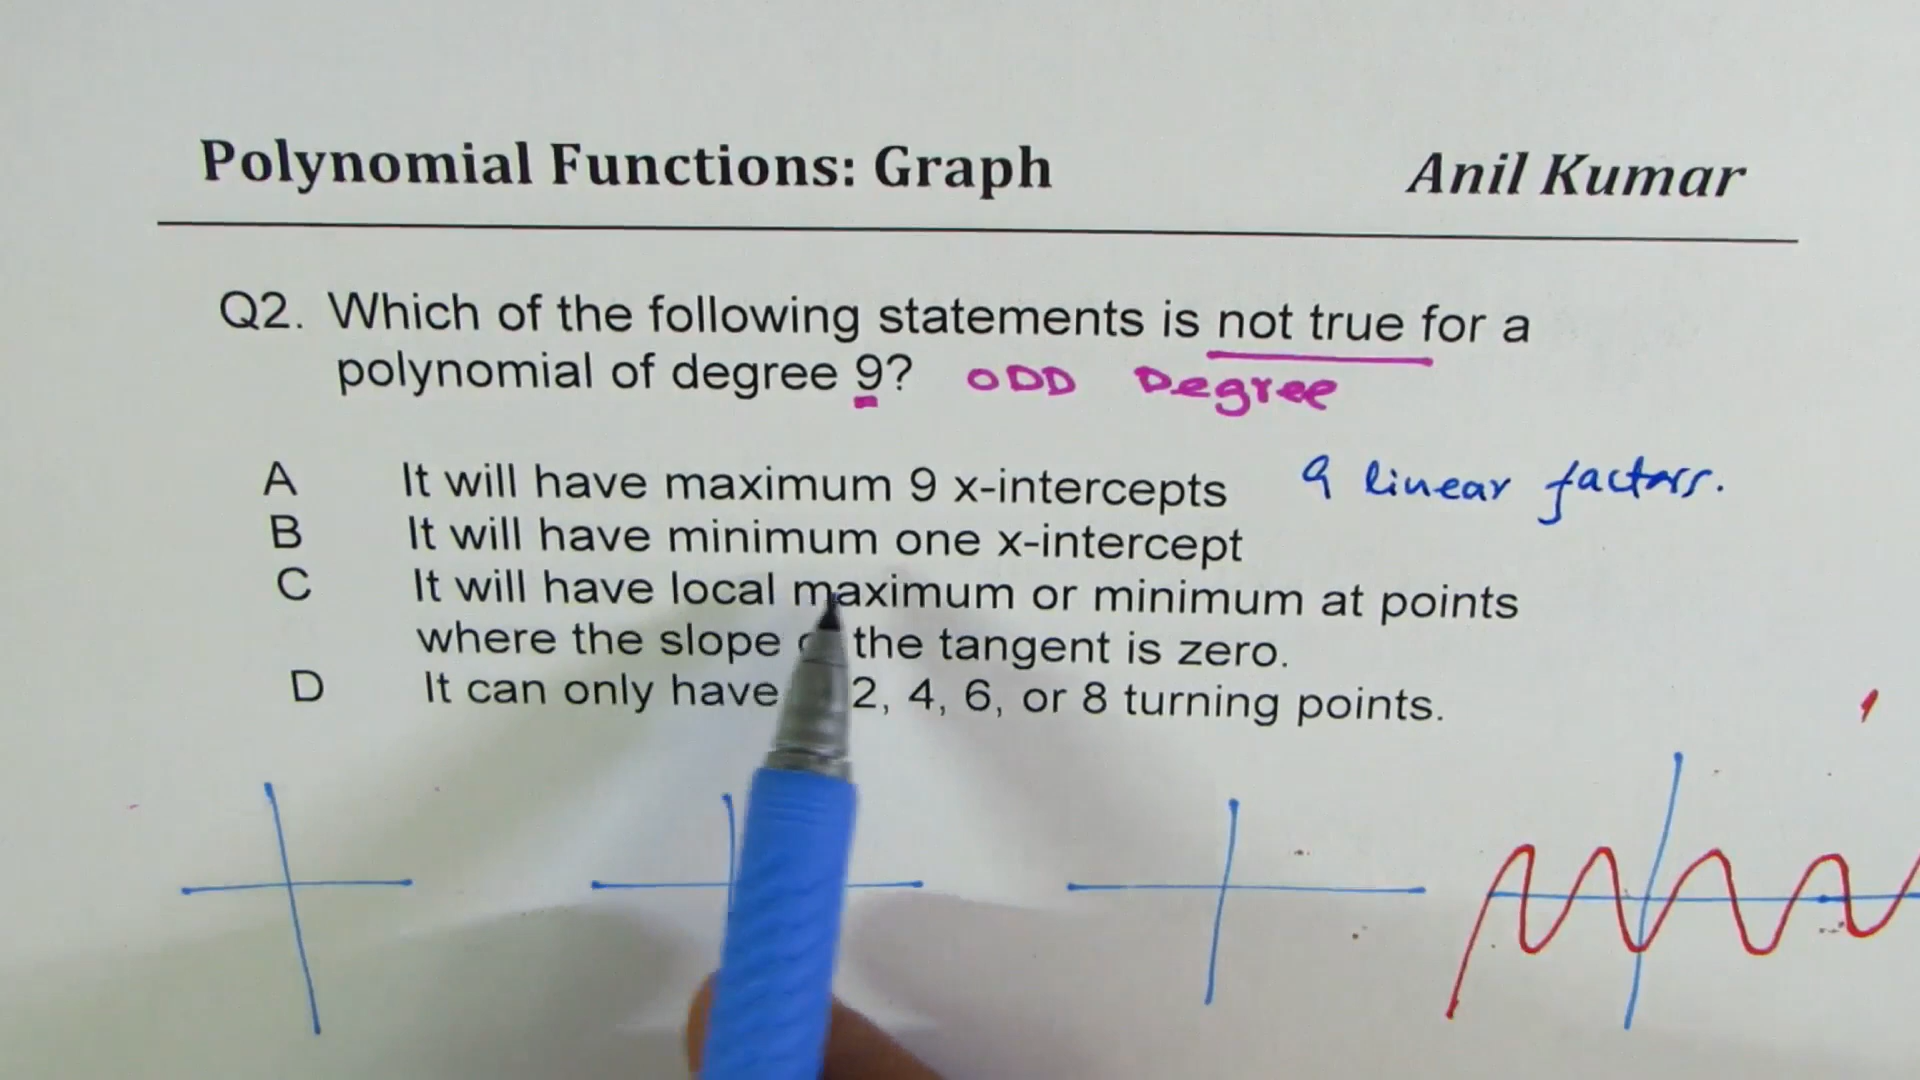 Polynomial Functions: Graph Anil Kumar
Q2. Which of the following statements is not true for a
polynomial of degree 9? ODD Degree
A It will have maximum 9 x-intercepts 9 linear factors.
B It will have minimum one x-intercept
C It will have local maximum or minimum at points
where the slope the tangent is zero.
D It can only have 2, 4, 6, or 8 turning points.